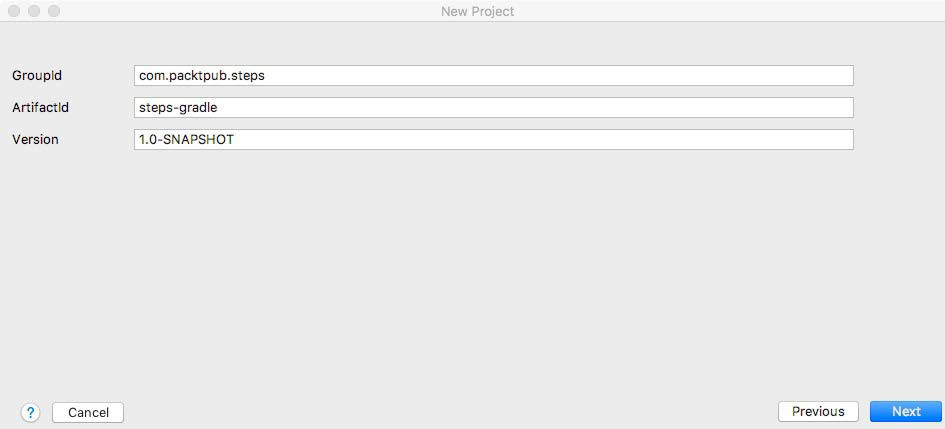 New Project
GroupId com.packtpub.steps
ArtifactId steps-gradle
Version 1.0-SNAPSHOT
? Cancel Previous Next